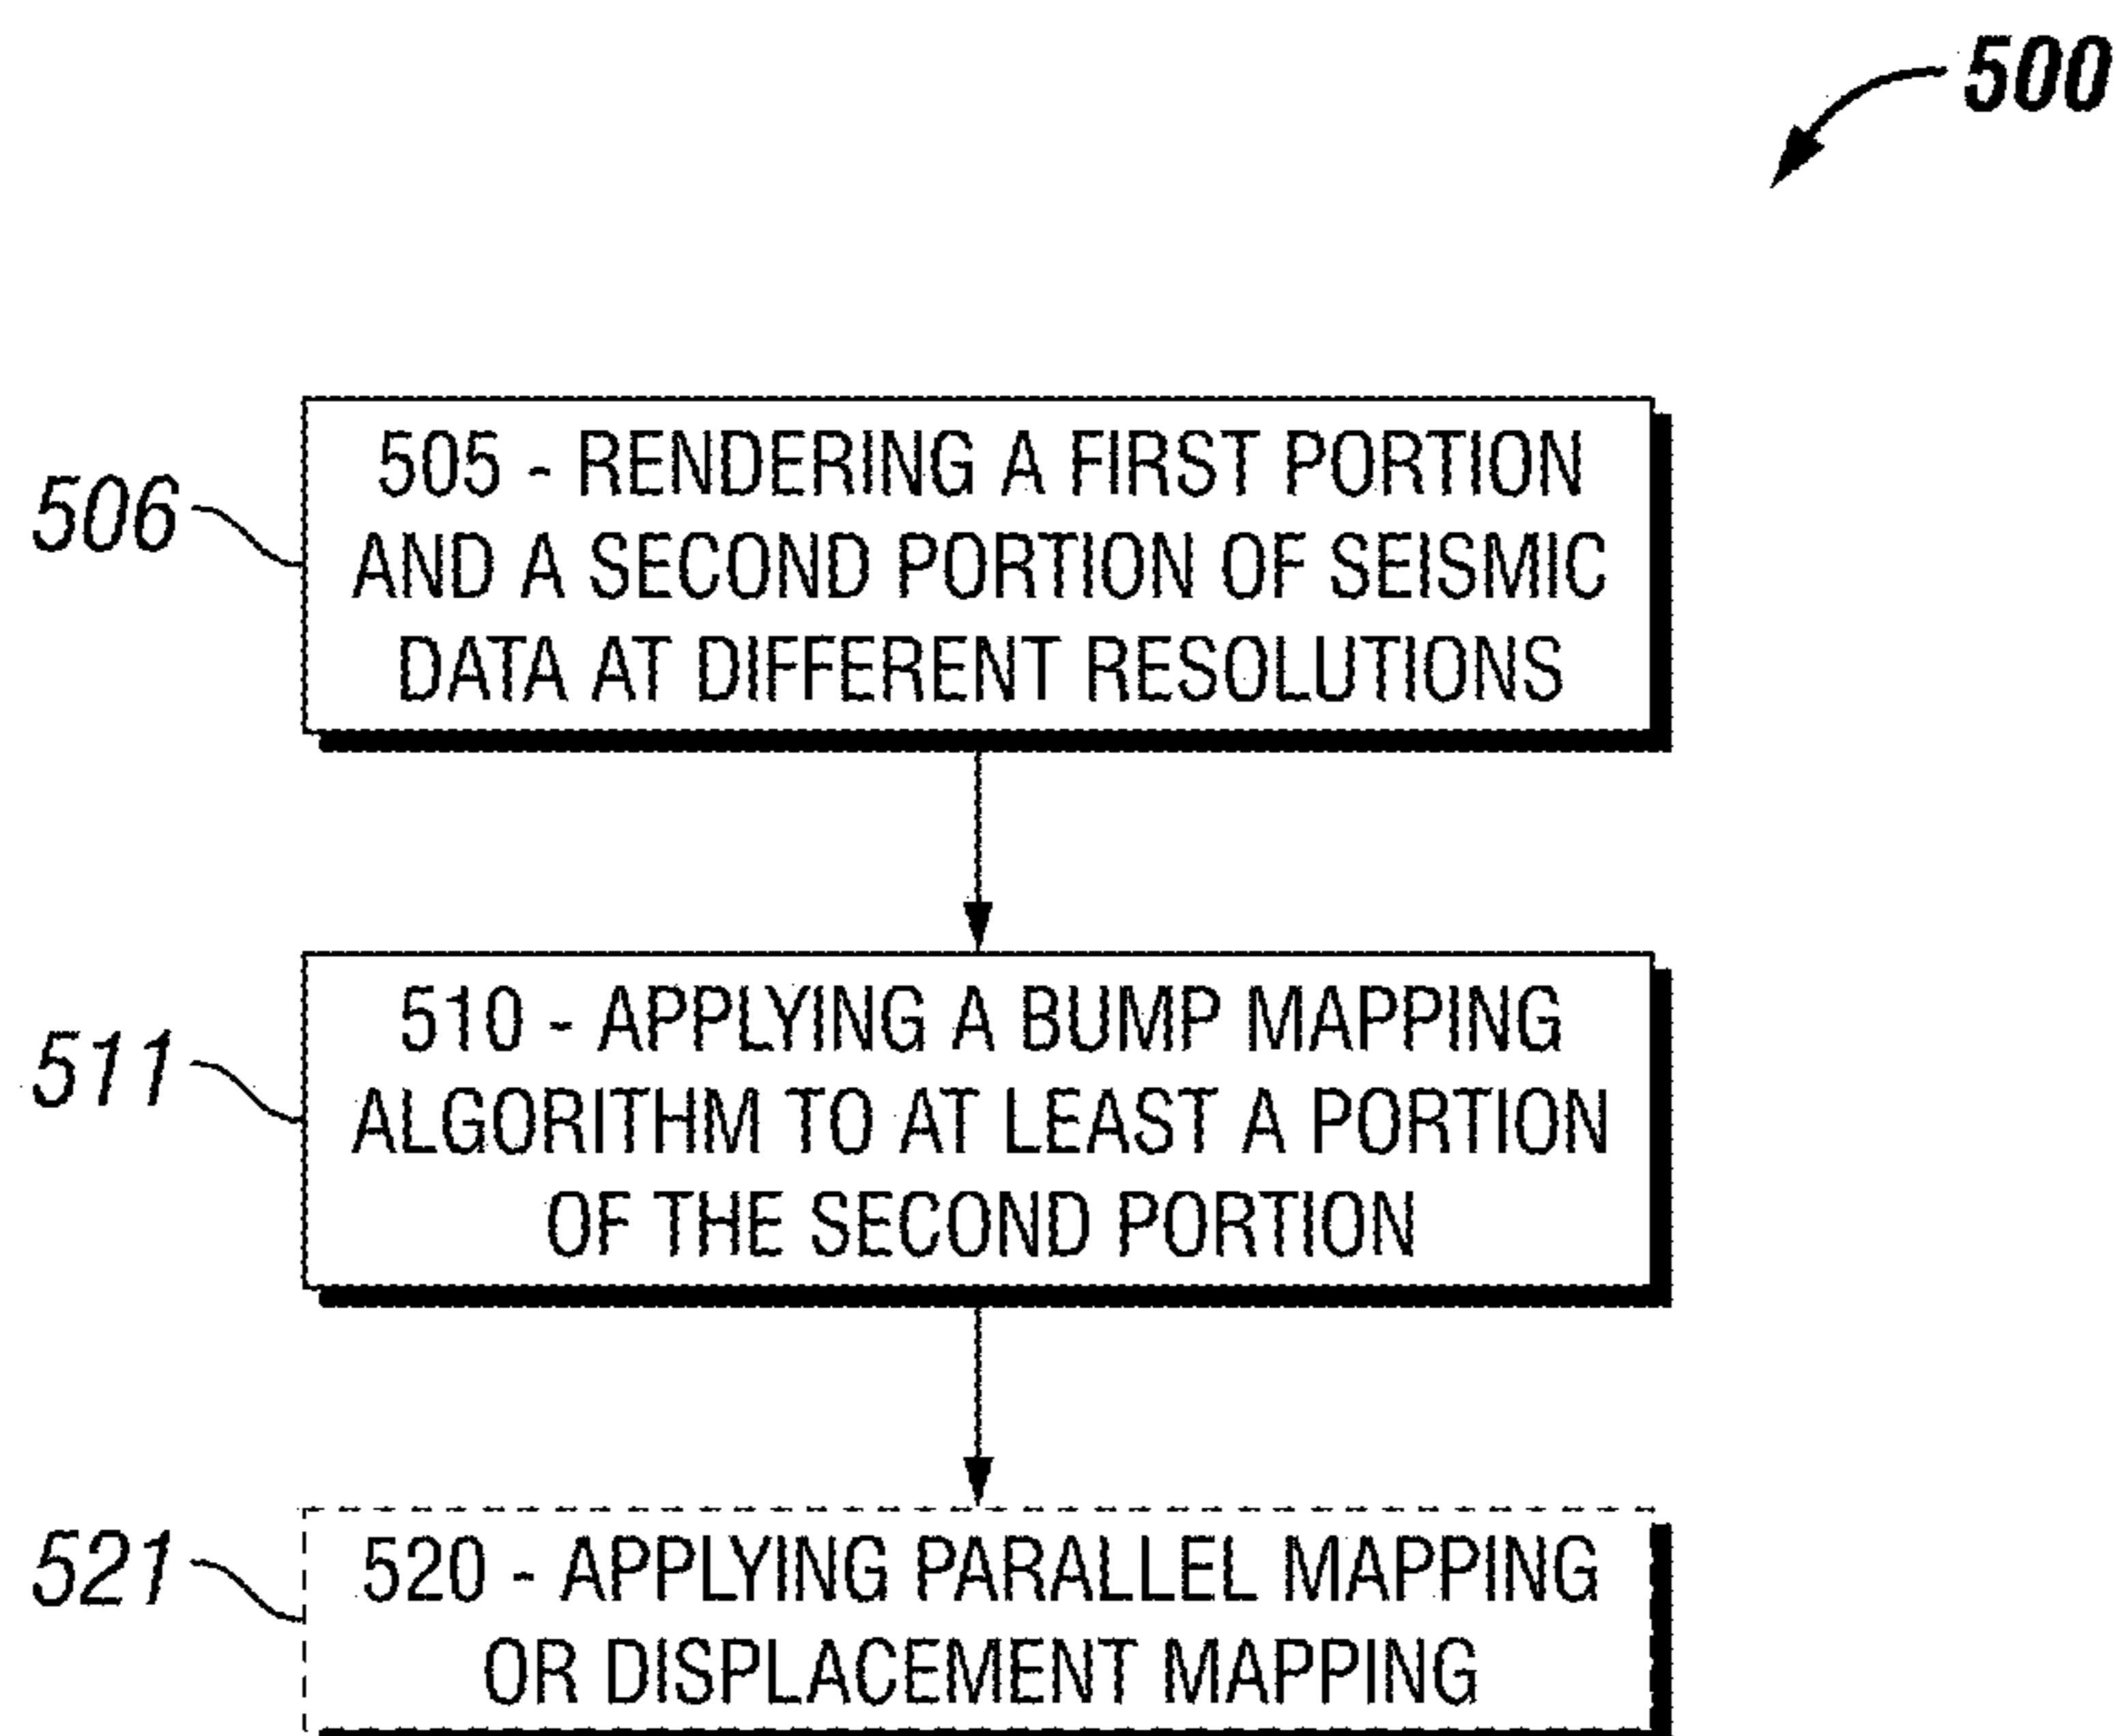 500
506
505 - RENDERING A FIRST PORTION
AND A SECOND PORTION OF SEISMIC
DATA AT DIFFERENT RESOLUTIONS
511
510 - APPLYING A BUMP MAPPING
ALGORITHM TO AT LEAST A PORTION
OF THE SECOND PORTION
521
520 - APPLYING PARALLEL MAPPING
OR DISPLACEMENT MAPPING